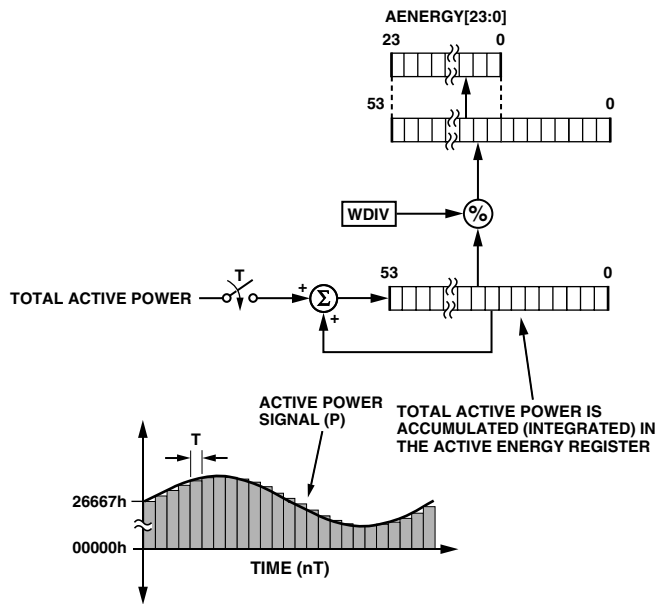 AENERGY[23:0]
23 0
53 0
WDIV %
53 0
TOTAL ACTIVE POWER T + Σ +
ACTIVE POWER
SIGNAL (P)
TOTAL ACTIVE POWER IS
ACCUMULATED (INTEGRATED) IN
THE ACTIVE ENERGY REGISTER
T
26667h
00000h
TIME (nT)